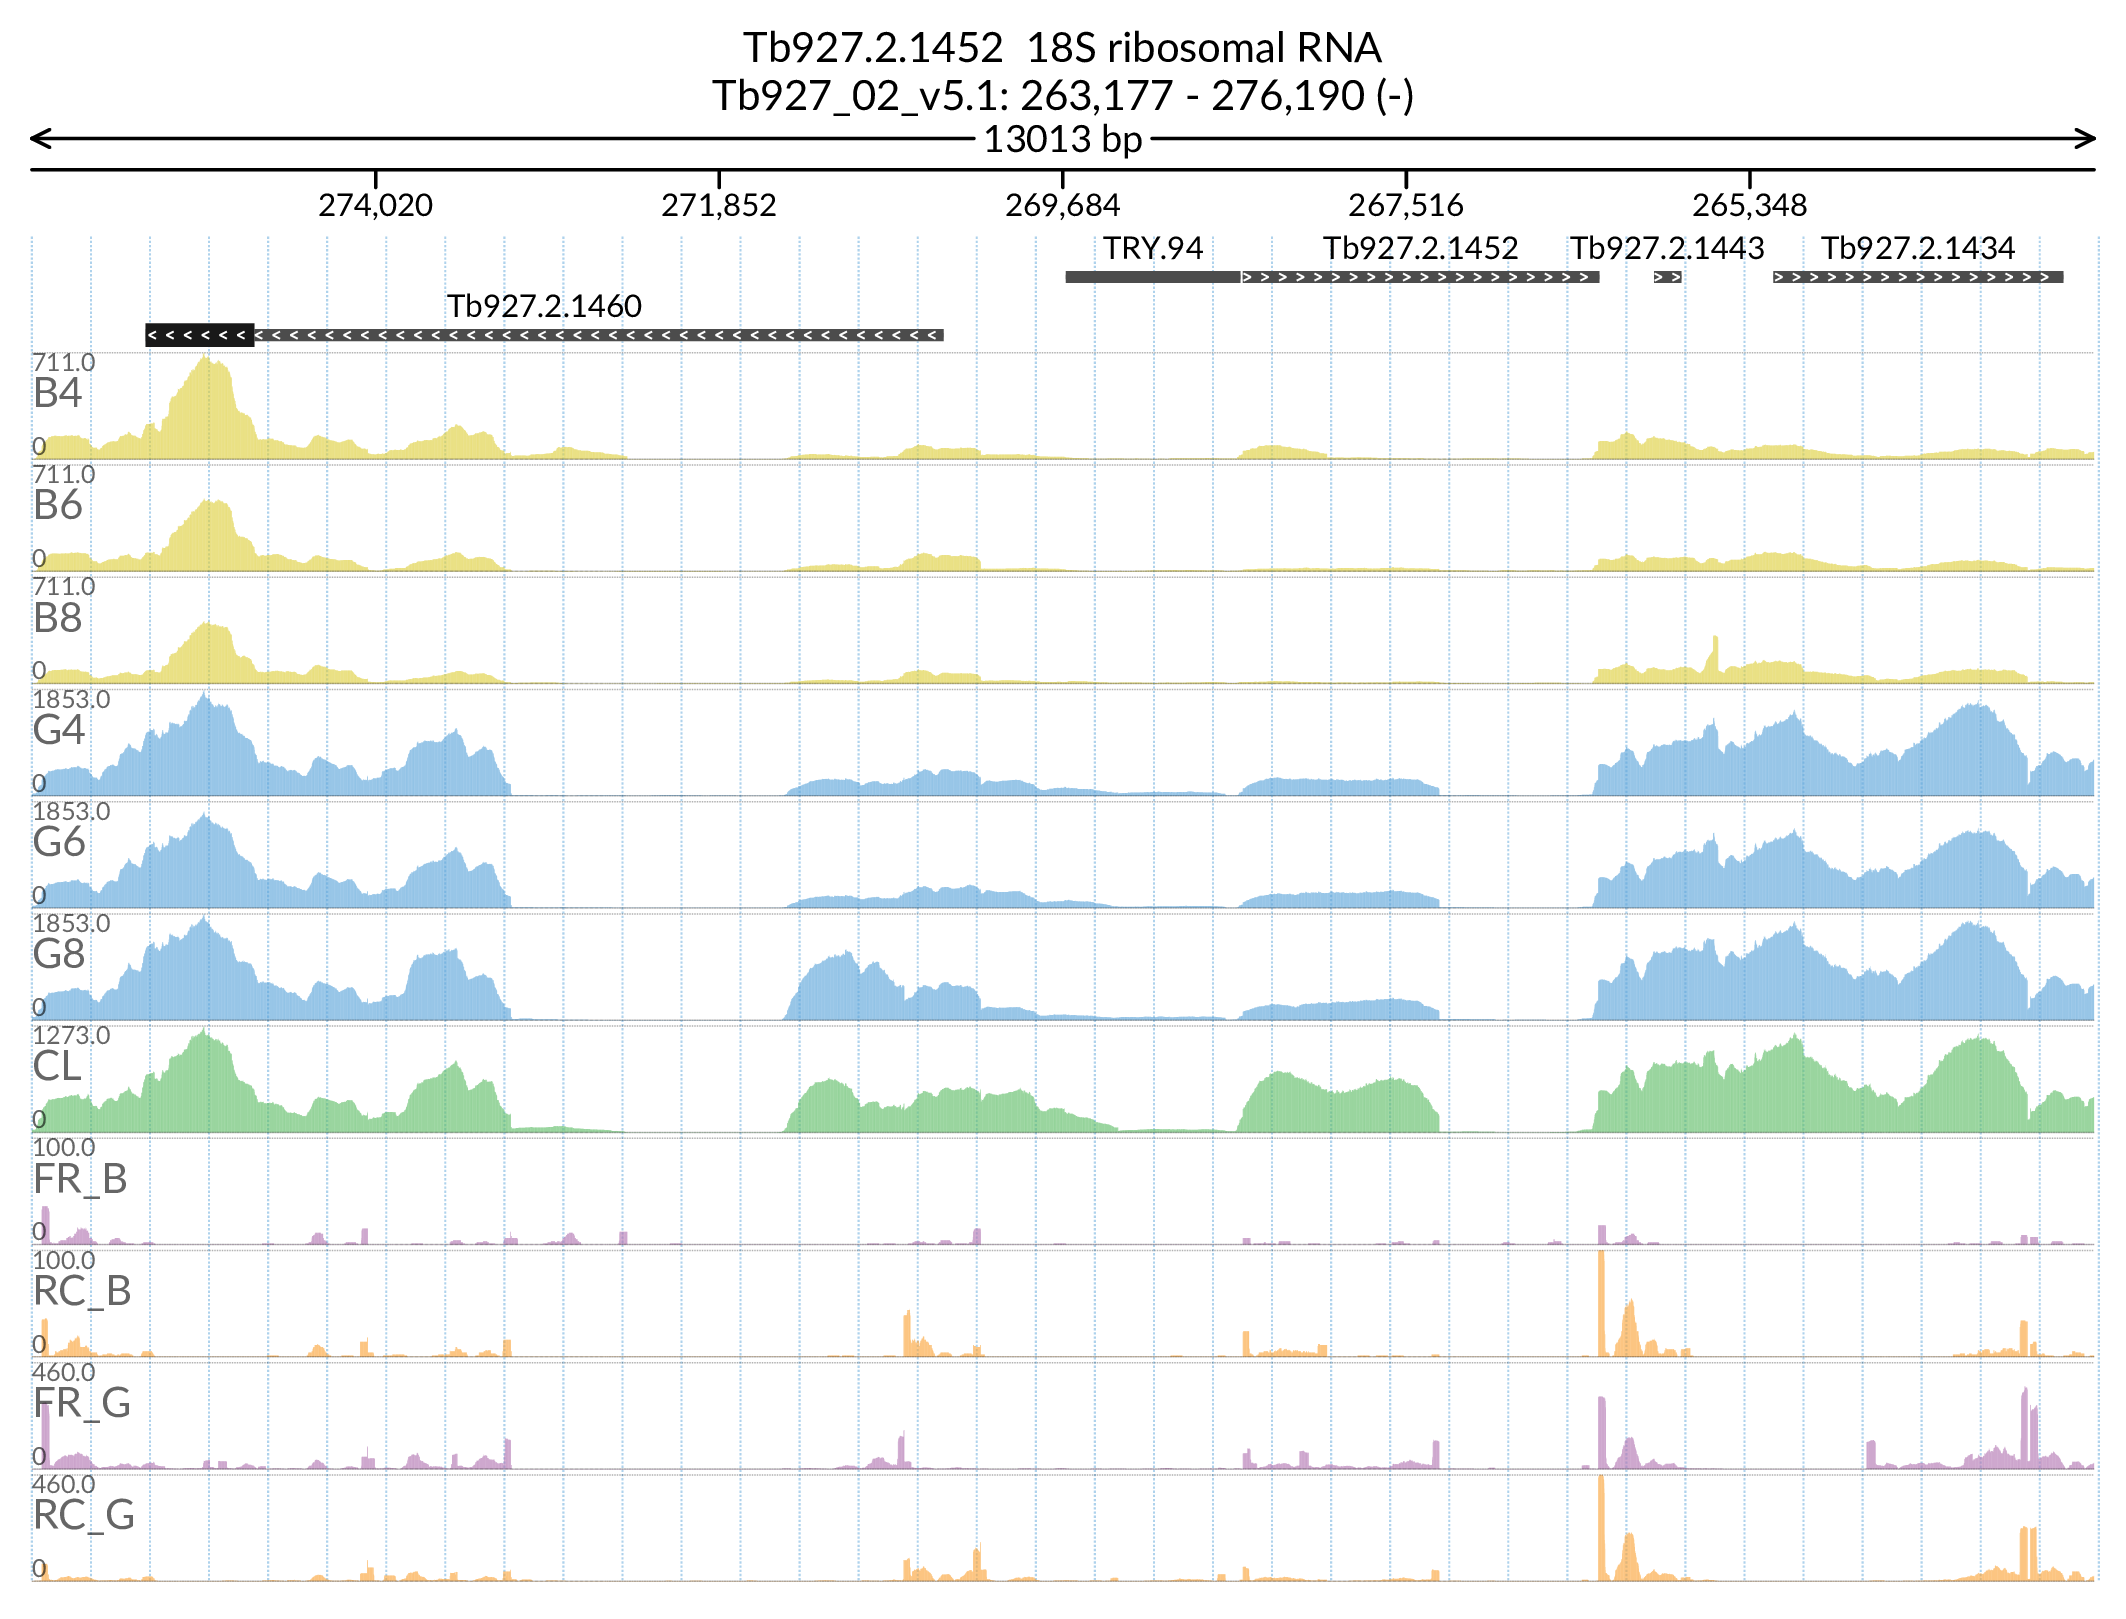 Tb927.2.1452 18S ribosomal RNA
Tb927_02_v5.1: 263,177 - 276,190 (-)
13013 bp
274,020 271,852 269,684 267,516 265,348
TRY.94 Tb927.2.1452 Tb927.2.1443 Tb927.2.1434
Tb927.2.1460
711.0
B4
0
711.0
B6
0
711.0
B8
0
1853.0
G4
0
1853.0
G6
0
1853.0
G8
0
1273.0
CL
0
100.0
FR_B
0
100.0
RC_B
0
460.0
FR_G
0
460.0
RC_G
0